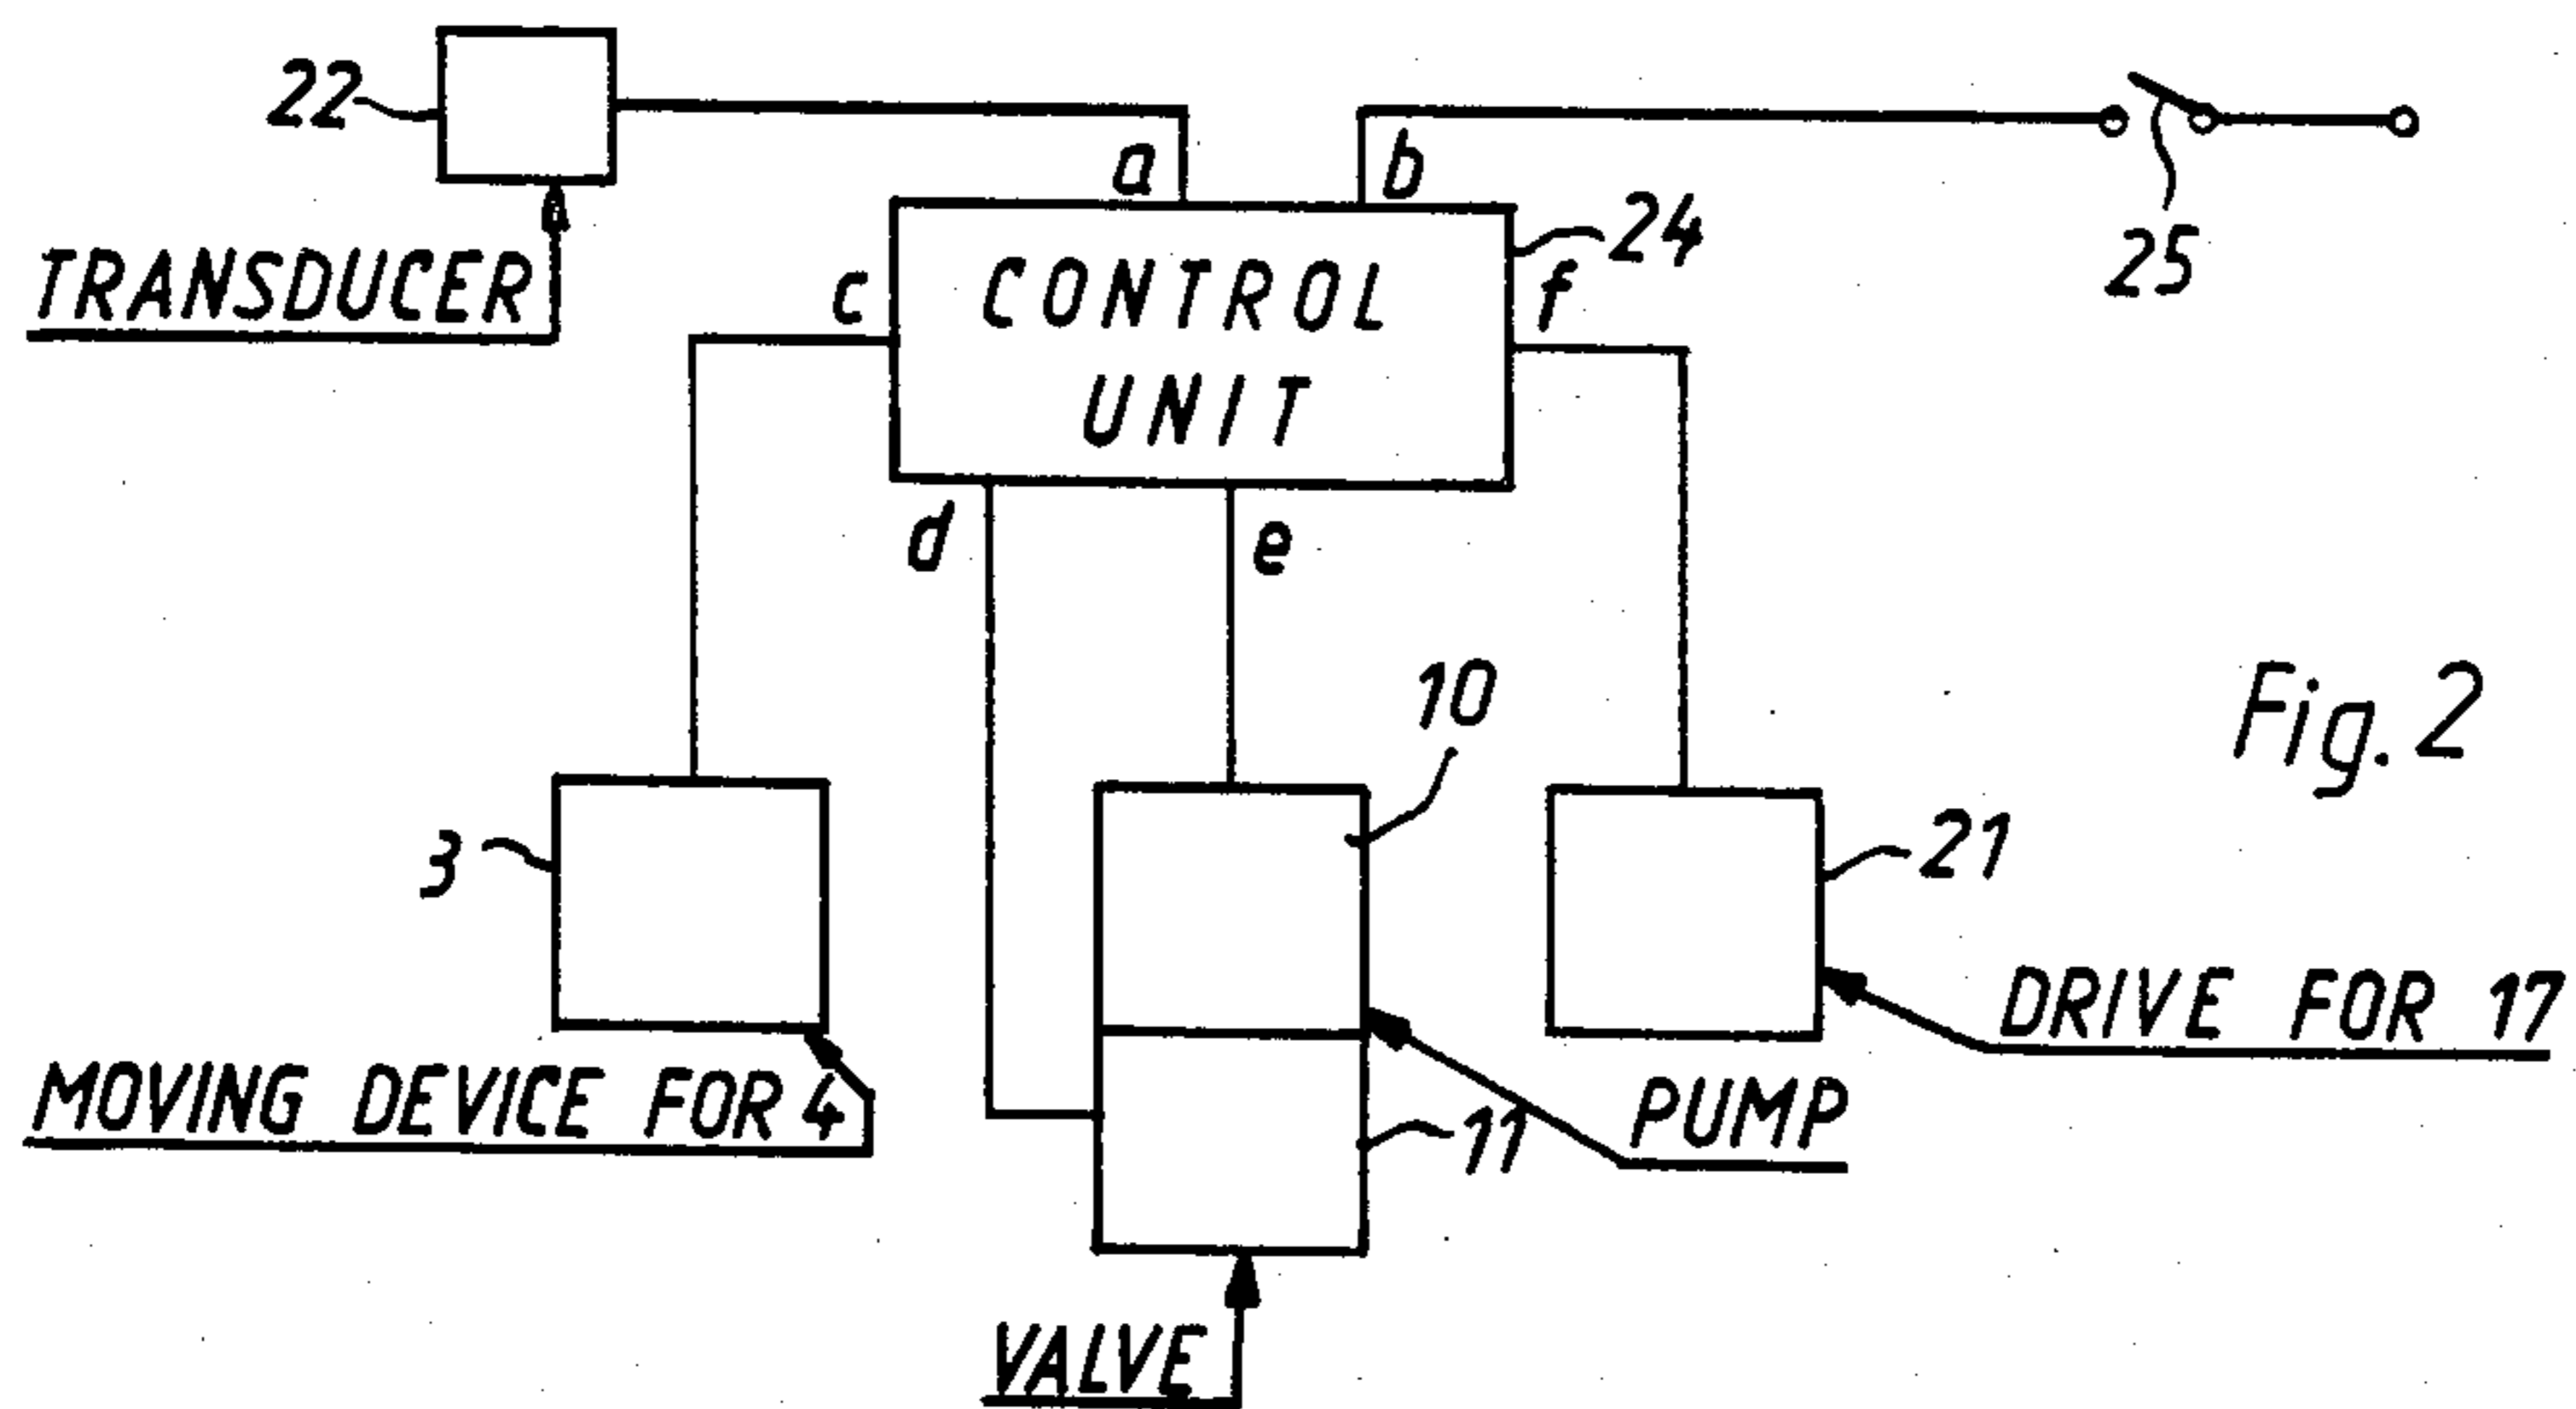 22
a
b
24
25
TRANSDUCER
c
CONTROL
UNIT
f
d
e
10
Fig. 2
3
21
DRIVE FOR 17
MOVING DEVICE FOR 4
11
PUMP
VALVE